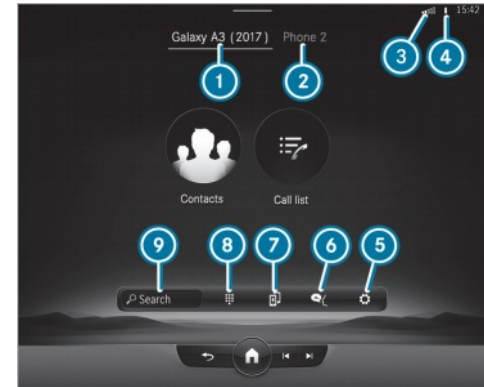 15:42
Galaxy A3 (2017) Phone 2
3 4
1 2
Contacts Call list
9 8 7 6 5
Search